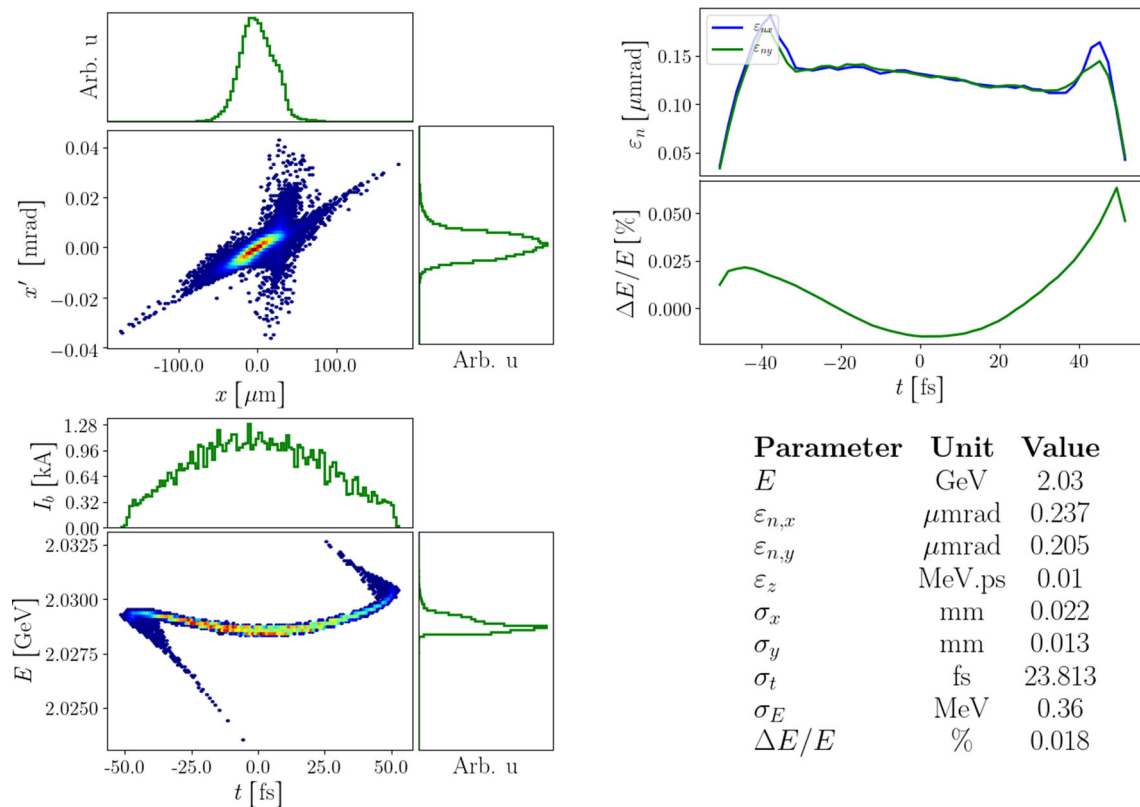 Arb. u
x′ [mrad]
0.04
0.02
0.00
−0.02
−0.04
-100.0 0.0 100.0
x [μm]
Arb. u
I_b [kA]
1.28
0.96
0.64
0.32
0.00
E [GeV]
2.0325
2.0300
2.0275
2.0250
-50.0 -25.0 0.0 25.0 50.0
t [fs]
Arb. u
ε_n [μmrad]
0.15
0.10
0.05
ε_nx
ε_ny
ΔE/E [%]
0.050
0.025
0.000
−40 −20 0 20 40
t [fs]
Parameter Unit Value
E GeV 2.03
ε_n,x μmrad 0.237
ε_n,y μmrad 0.205
ε_z MeV.ps 0.01
σ_x mm 0.022
σ_y mm 0.013
σ_t fs 23.813
σ_E MeV 0.36
ΔE/E % 0.018